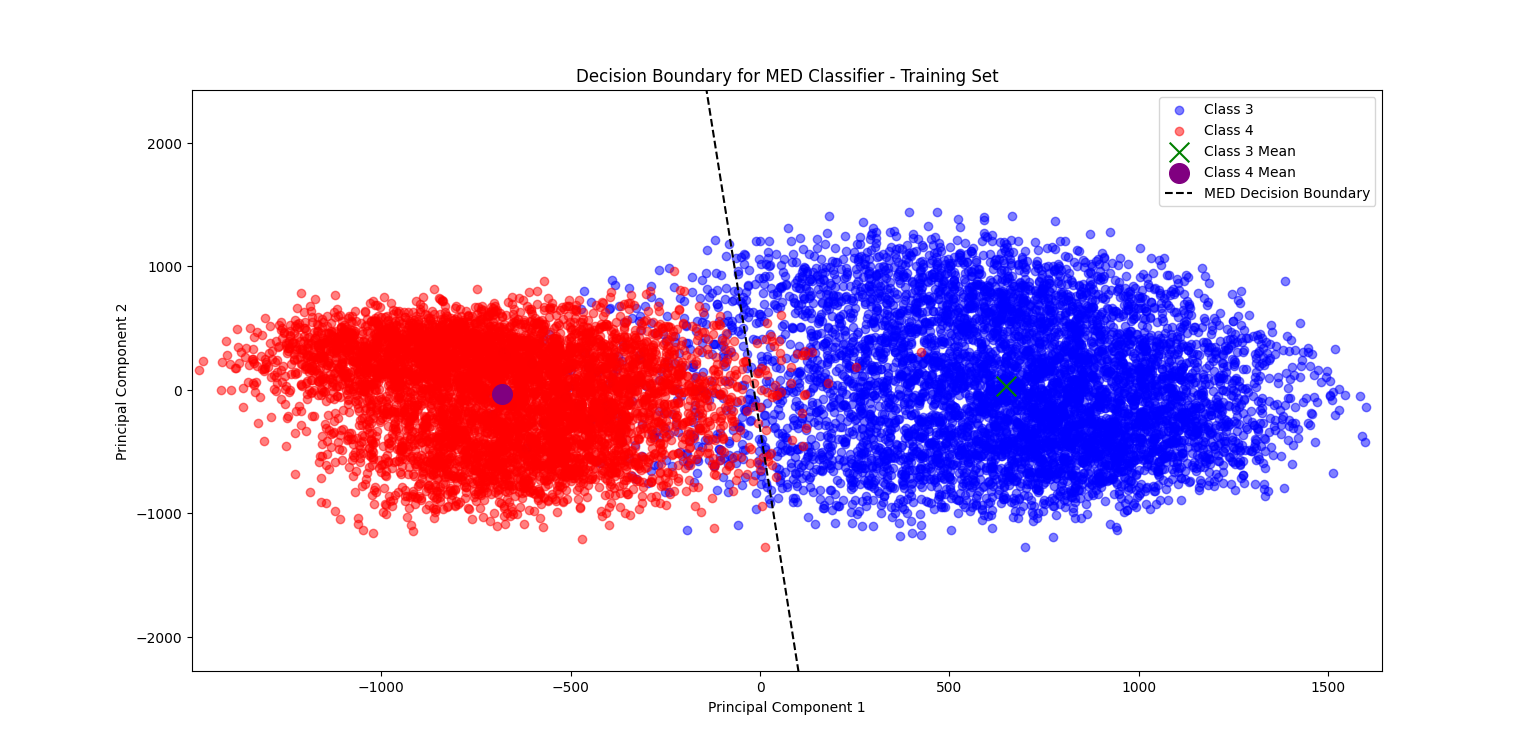 Decision Boundary for MED Classifier - Training Set
Class 3
Class 4
Class 3 Mean
Class 4 Mean
MED Decision Boundary
Principal Component 2
2000
1000
0
−1000
−2000
−1000
−500
0
500
1000
1500
Principal Component 1